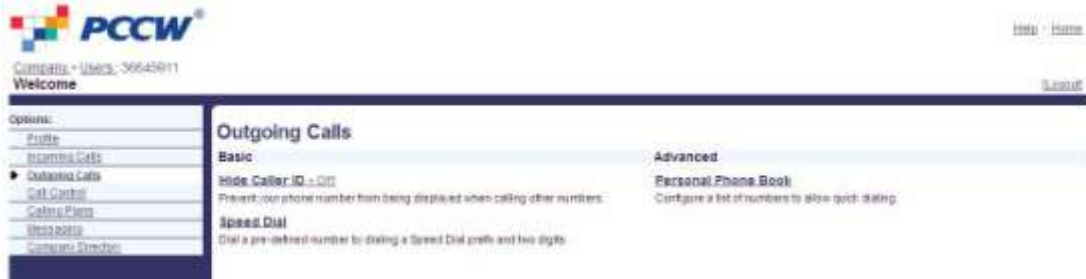 PCCW®
Help - Home
Company > Users : 36645911
Welcome
[Logout
Options:
Profile
Incoming Calls
Outgoing Calls
Call Control
Calling Plans
Messaging
Company Directory
Outgoing Calls
Basic
Hide Caller ID - Off
Prevent your phone number from being displayed when calling other numbers.
Speed Dial
Dial a pre-defined number by dialing a Speed Dial prefix and two digits.
Advanced
Personal Phone Book
Configure a list of numbers to allow quick dialing.